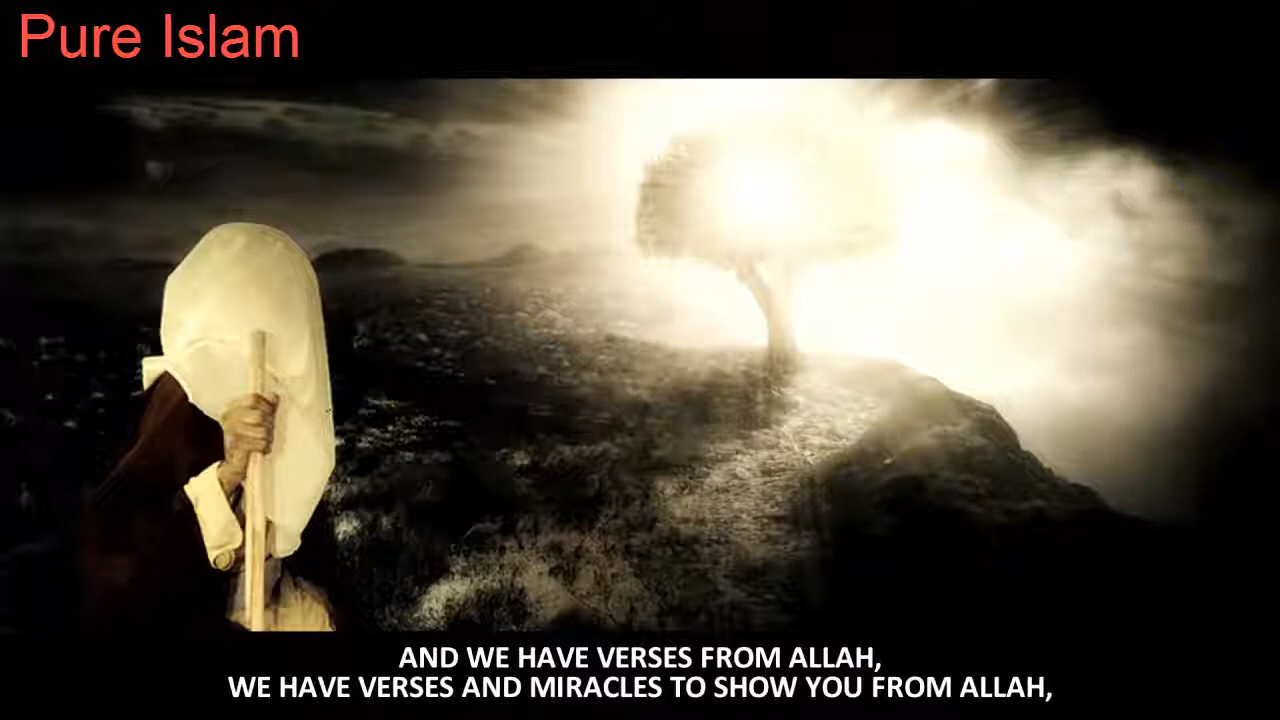 Pure Islam
AND WE HAVE VERSES FROM ALLAH,
WE HAVE VERSES AND MIRACLES TO SHOW YOU FROM ALLAH,